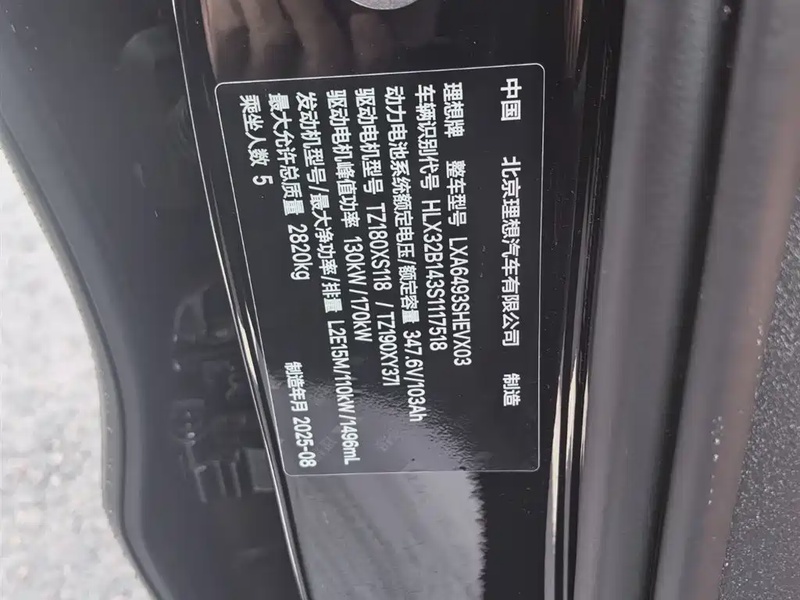 中国 北京理想汽车有限公司 制造
理想牌 整车型号 LXA6493SHEVX03
车辆识别代号 HLX32B143S1117518
动力电池系统额定电压/额定容量 347.6V/103Ah
驱动电机型号 TZ180XS118 / TZ190XY37I
驱动电机峰值功率 130kW/170kW
发动机型号/最大净功率/排量 L2E15M/110kW/1496mL
最大允许总质量 2820kg
乘坐人数 5 制造年月 2025-08